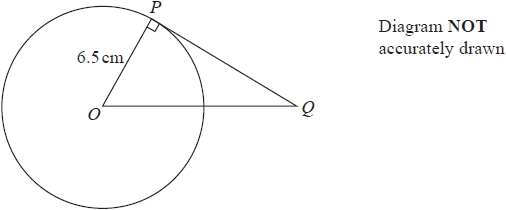 P
Diagram NOT
accurately drawn
6.5 cm
O
Q